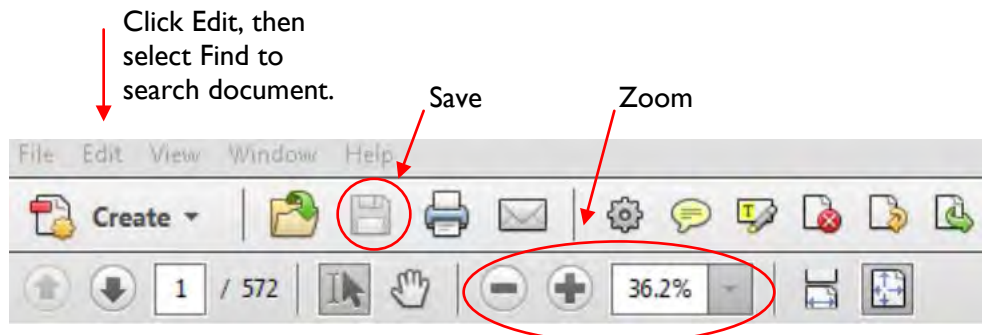 Click Edit, then
select Find to
search document.
Save Zoom
File Edit View Window Help
Create
T
1 / 572 36.2%